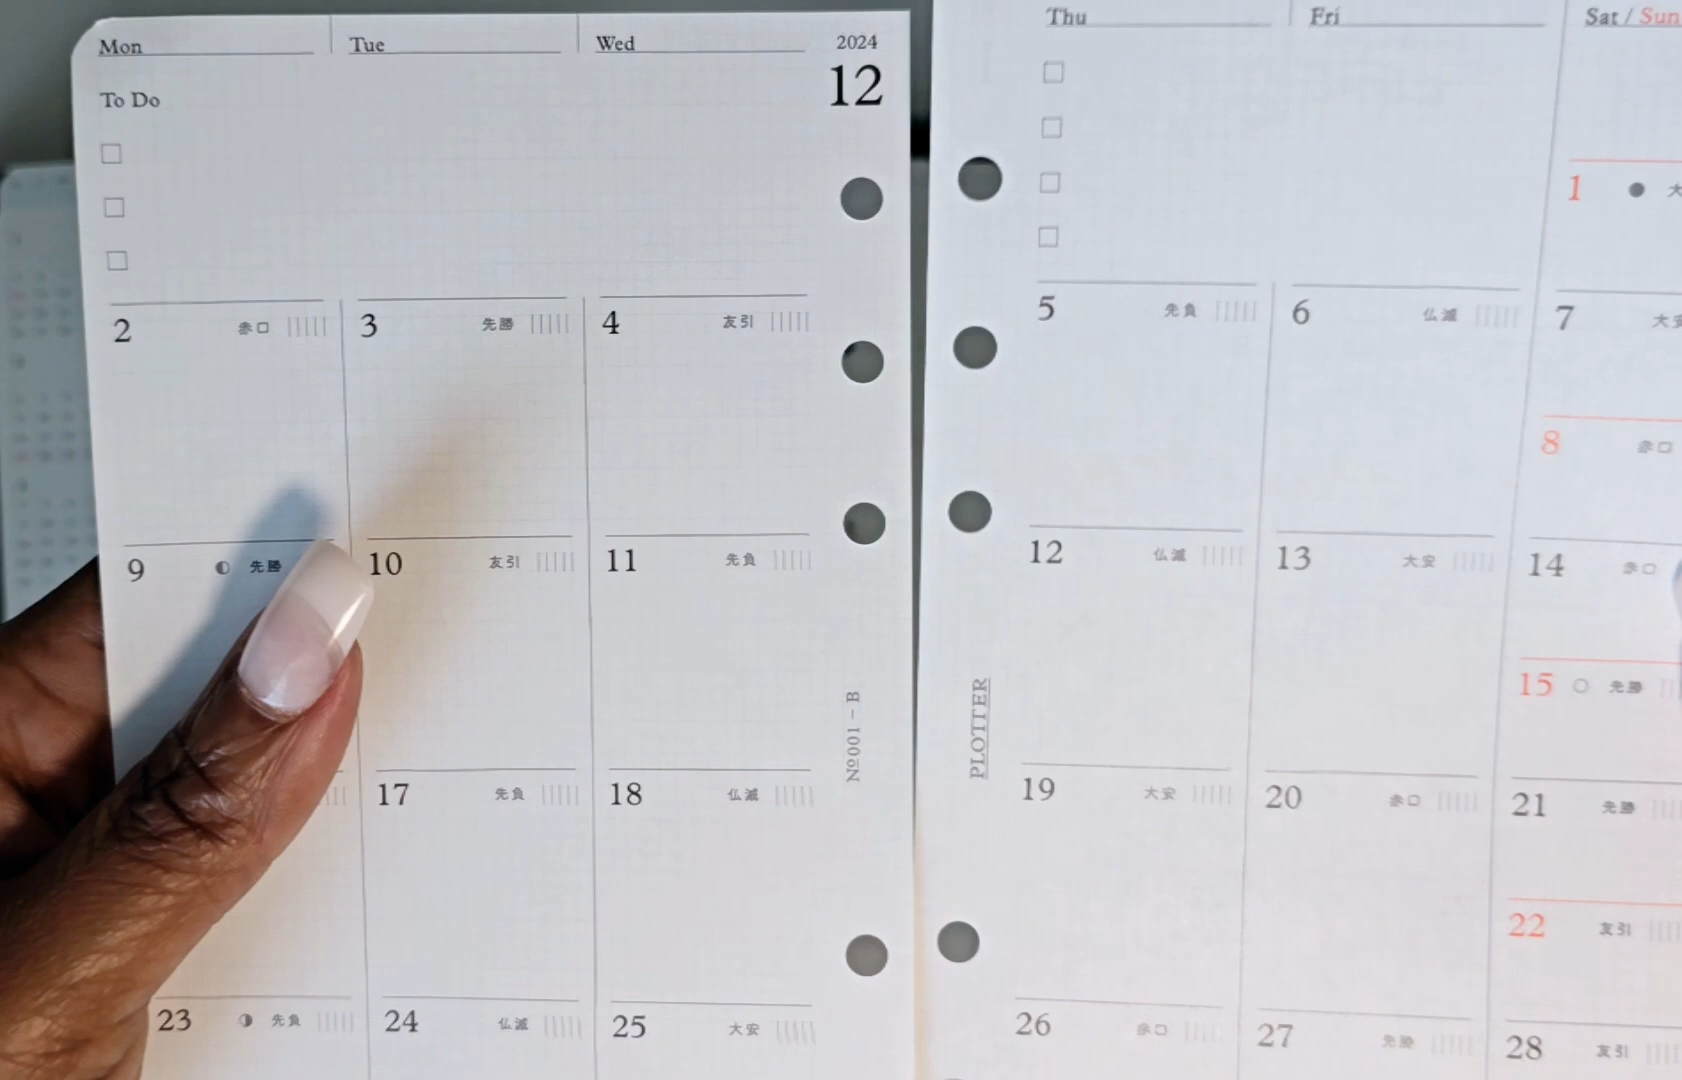 Mon Tue Wed 2024
12
To Do
2 赤口 3 先勝 4 友引
9 先勝 10 友引 11 先負
17 先負 18 仏滅
23 先負 24 仏滅 25 大安
№001 – B
Thu Fri Sat / Sun
1 大
5 先負 6 仏滅 7 大安
8 赤口
12 仏滅 13 大安 14 赤口
15 先勝
19 大安 20 赤口 21 先勝
22 友引
26 赤口 27 先勝 28 友引
PLOTTER